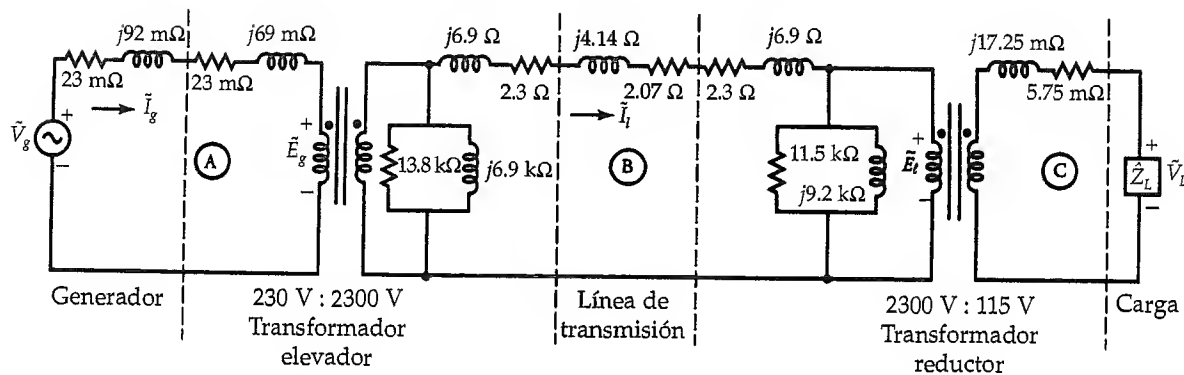 j92 mΩ
j69 mΩ
j6.9 Ω
j4.14 Ω
j6.9 Ω
j17.25 mΩ
23 mΩ
23 mΩ
2.3 Ω
2.07 Ω
2.3 Ω
5.75 mΩ
Ĩg
Ĩl
Ṽg
+
−
A
+
Ẽg
−
13.8 kΩ
j6.9 kΩ
B
11.5 kΩ
j9.2 kΩ
+
Ẽℓ
−
C
+
ẐL
ṼL
−
Generador
230 V : 2300 V
Transformador
elevador
Línea de
transmisión
2300 V : 115 V
Transformador
reductor
Carga